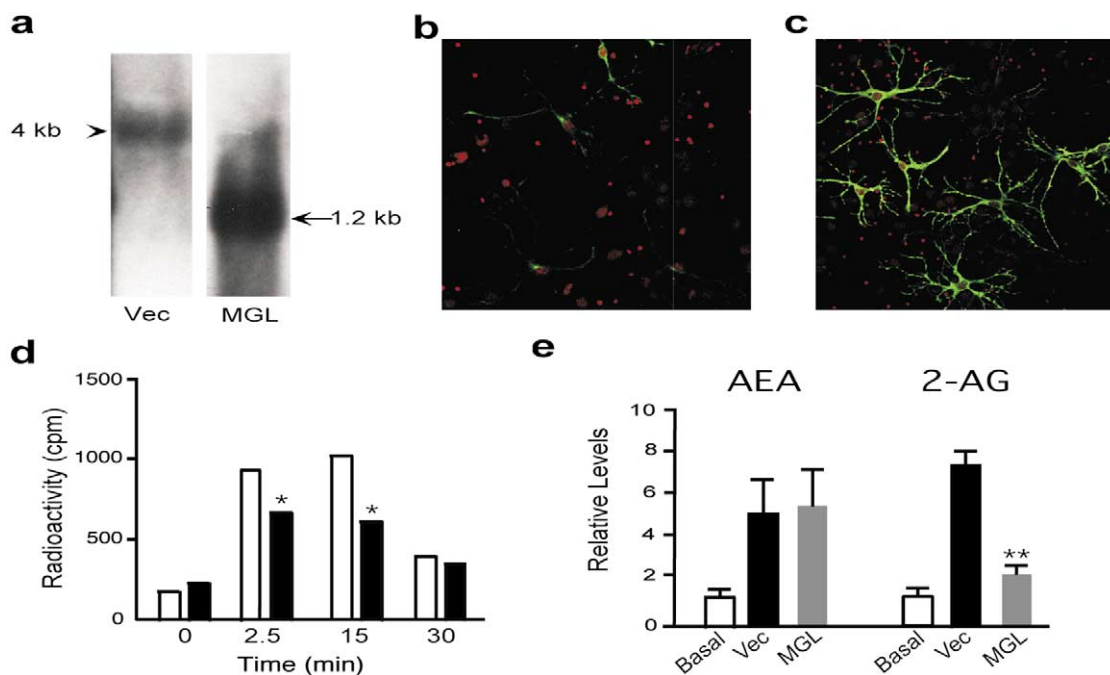 a
4 kb
1.2 kb
Vec
MGL
b
c
d
Radioactivity (cpm)
1500
1000
500
0
*
*
0
2.5
15
30
Time (min)
e
AEA
2-AG
Relative Levels
10
8
6
4
2
0
**
Basal
Vec
MGL
Basal
Vec
MGL